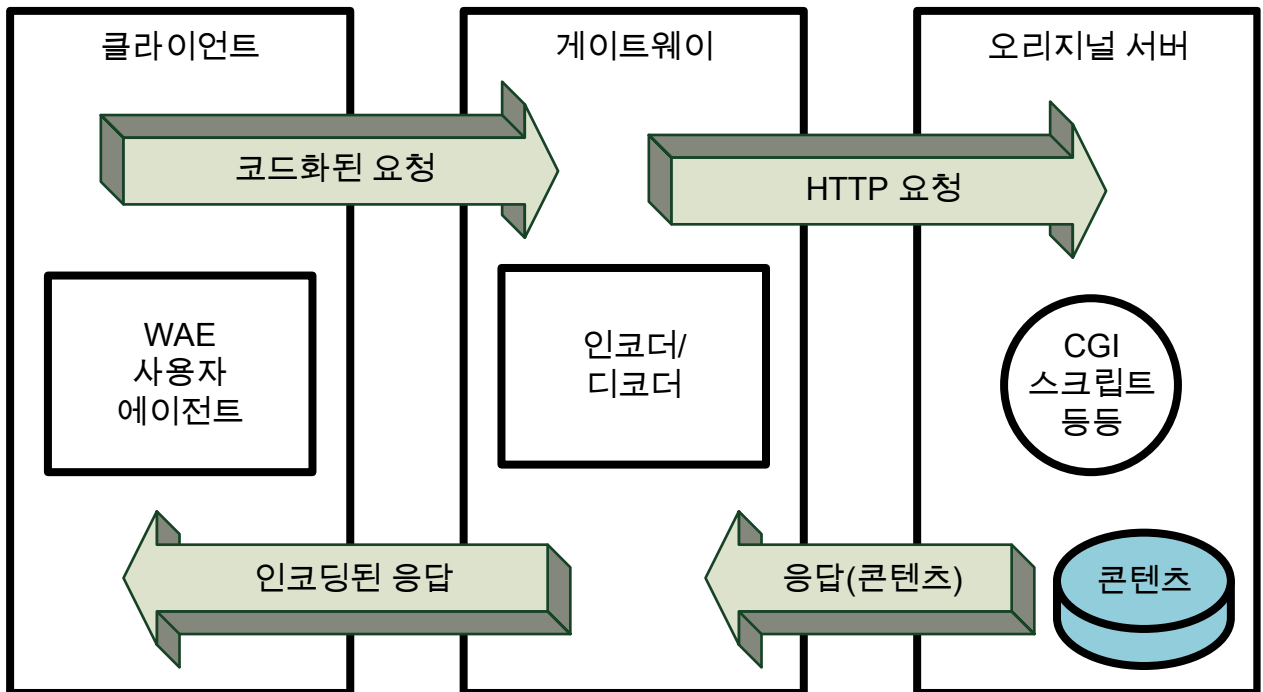 클라이언트
게이트웨이
오리지널 서버
코드화된 요청
HTTP 요청
WAE
사용자
에이전트
인코더/
디코더
CGI
스크립트
등등
인코딩된 응답
응답(콘텐츠)
콘텐츠